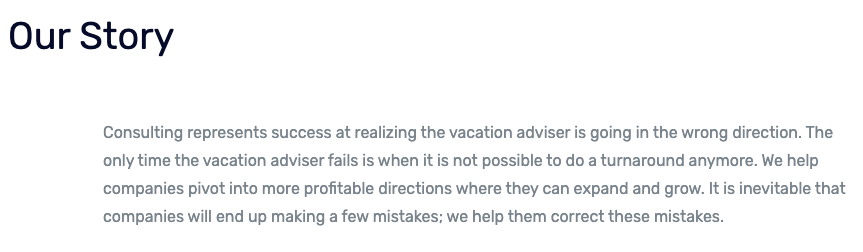 Our Story
Consulting represents success at realizing the vacation adviser is going in the wrong direction. The
only time the vacation adviser fails is when it is not possible to do a turnaround anymore. We help
companies pivot into more profitable directions where they can expand and grow. It is inevitable that
companies will end up making a few mistakes; we help them correct these mistakes.